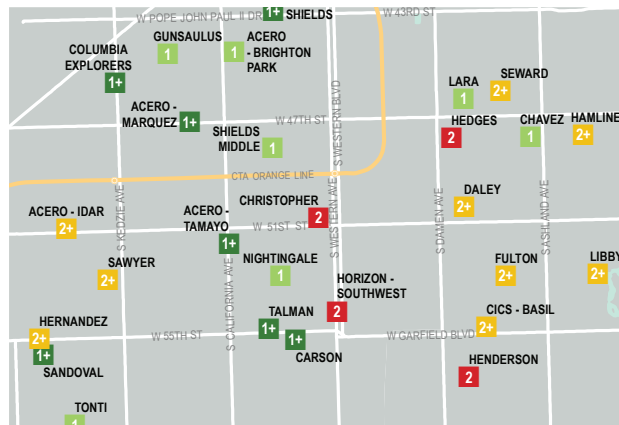 W POPE JOHN PAUL II DR
1+
SHIELDS
W 43RD ST
GUNSAULUS
1
ACERO
- BRIGHTON
PARK
1
COLUMBIA
EXPLORERS
1+
S WESTERN BLVD
LARA
1
SEWARD
2+
ACERO -
MARQUEZ
1+
W 47TH ST
HEDGES
2
CHAVEZ
1
HAMLINE
2+
SHIELDS
MIDDLE
1
CTA ORANGE LINE
S KEDZIE AVE
S WESTERN AVE
S DAMEN AVE
S ASHLAND AVE
DALEY
2+
ACERO - IDAR
2+
ACERO -
TAMAYO
1+
CHRISTOPHER
2
W 51ST ST
SAWYER
2+
S CALIFORNIA AVE
NIGHTINGALE
1
HORIZON -
SOUTHWEST
2
FULTON
2+
LIBBY
2+
HERNANDEZ
2+
1+
SANDOVAL
W 55TH ST
TALMAN
1+
1+
CARSON
W GARFIELD BLVD
CICS - BASIL
2+
HENDERSON
2
TONTI
1